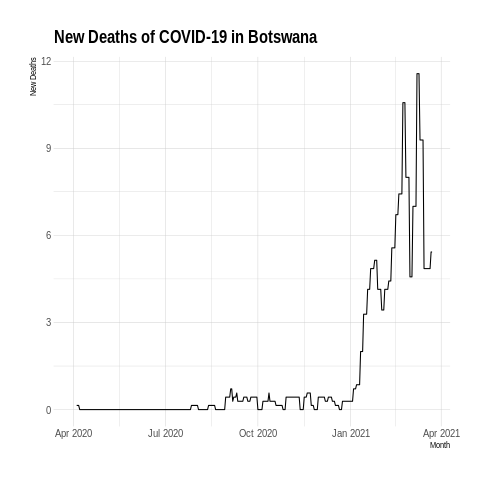 New Deaths of COVID-19 in Botswana
New Deaths
12
9
6
3
0
Apr 2020 Jul 2020 Oct 2020 Jan 2021 Apr 2021
Month